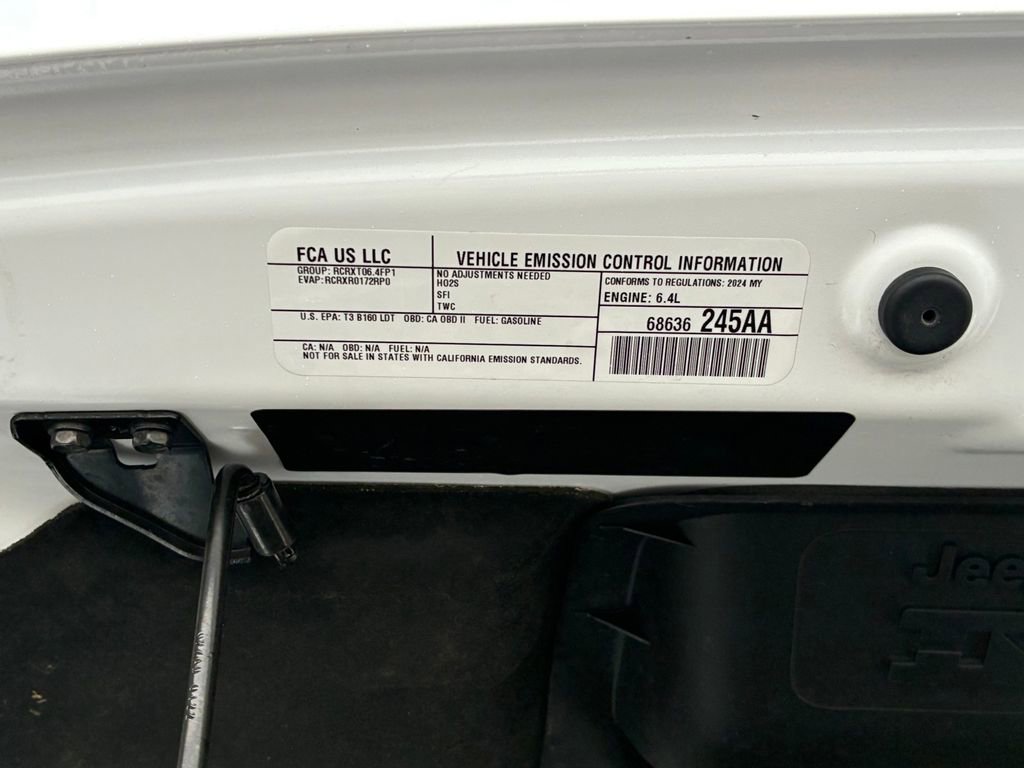 FCA US LLC
GROUP: RCRXT06.4FP1
EVAP:RCRXR0172RP0
VEHICLE EMISSION CONTROL INFORMATION
NO ADJUSTMENTS NEEDED
HO2S
SFI
TWC
CONFORMS TO REGULATIONS: 2024 MY
ENGINE: 6.4L
U.S. EPA: T3 B160 LDT OBD: CA OBD II FUEL: GASOLINE
68636 245AA
CA: N/A OBD: N/A FUEL: N/A
NOT FOR SALE IN STATES WITH CALIFORNIA EMISSION STANDARDS.
Jee